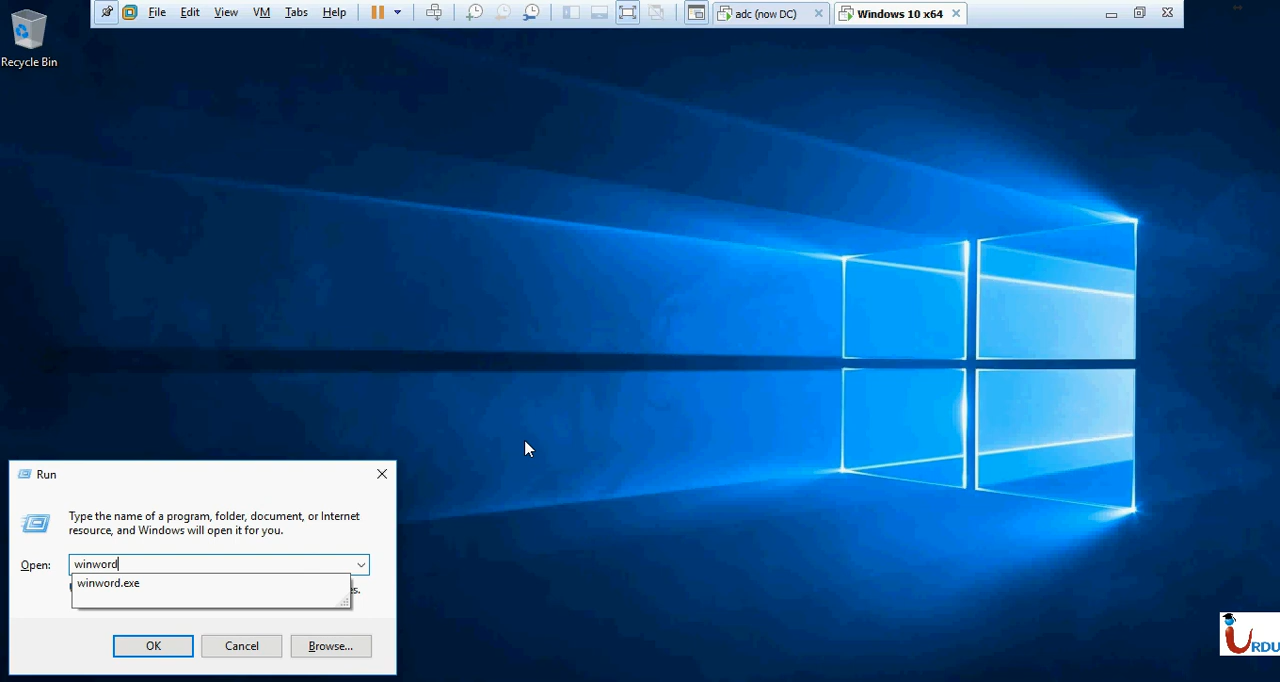 File Edit View VM Tabs Help
adc (now DC)
Windows 10 x64
Recycle Bin
Run
Type the name of a program, folder, document, or Internet
resource, and Windows will open it for you.
Open: winword
winword.exe
s.
OK Cancel Browse...
URDU